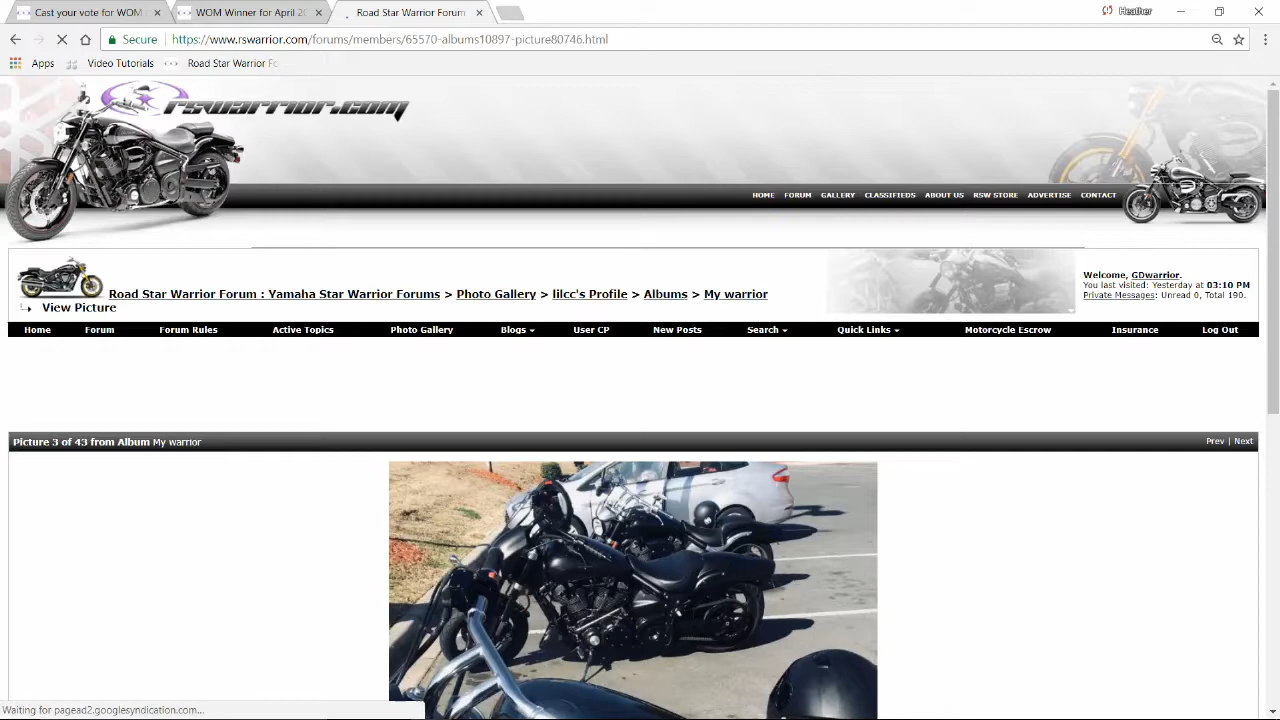 Cast your vote for WOM
WOM Winner for April 20
Road Star Warrior Forum
Heather
Secure
https://www.rswarrior.com/forums/members/65570-albums10897-picture80746.html
Apps
Video Tutorials
Road Star Warrior Fo
rswarrior.com
HOME FORUM GALLERY CLASSIFIEDS ABOUT US RSW STORE ADVERTISE CONTACT
Road Star Warrior Forum : Yamaha Star Warrior Forums > Photo Gallery > lilcc's Profile > Albums > My warrior
View Picture
Welcome, GDwarrior.
You last visited: Yesterday at 03:10 PM
Private Messages: Unread 0, Total 190.
Home Forum Forum Rules Active Topics Photo Gallery Blogs User CP New Posts Search Quick Links Motorcycle Escrow Insurance Log Out
Picture 3 of 43 from Album My warrior
Prev | Next
Waiting for pagead2.googlesyndication.com...